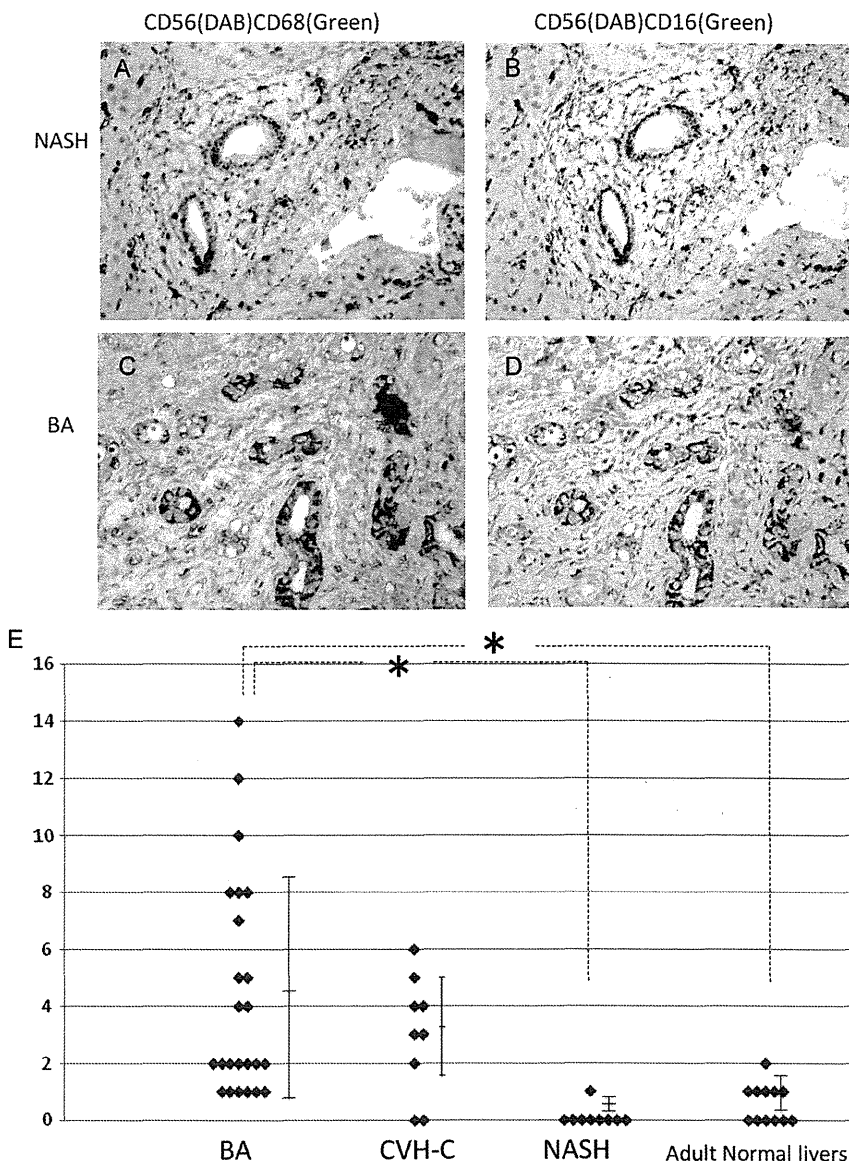 CD56(DAB)CD68(Green)
CD56(DAB)CD16(Green)
NASH
A
B
BA
C
D
E
*
*
16
14
12
10
8
6
4
2
0
BA
CVH-C
NASH
Adult Normal livers